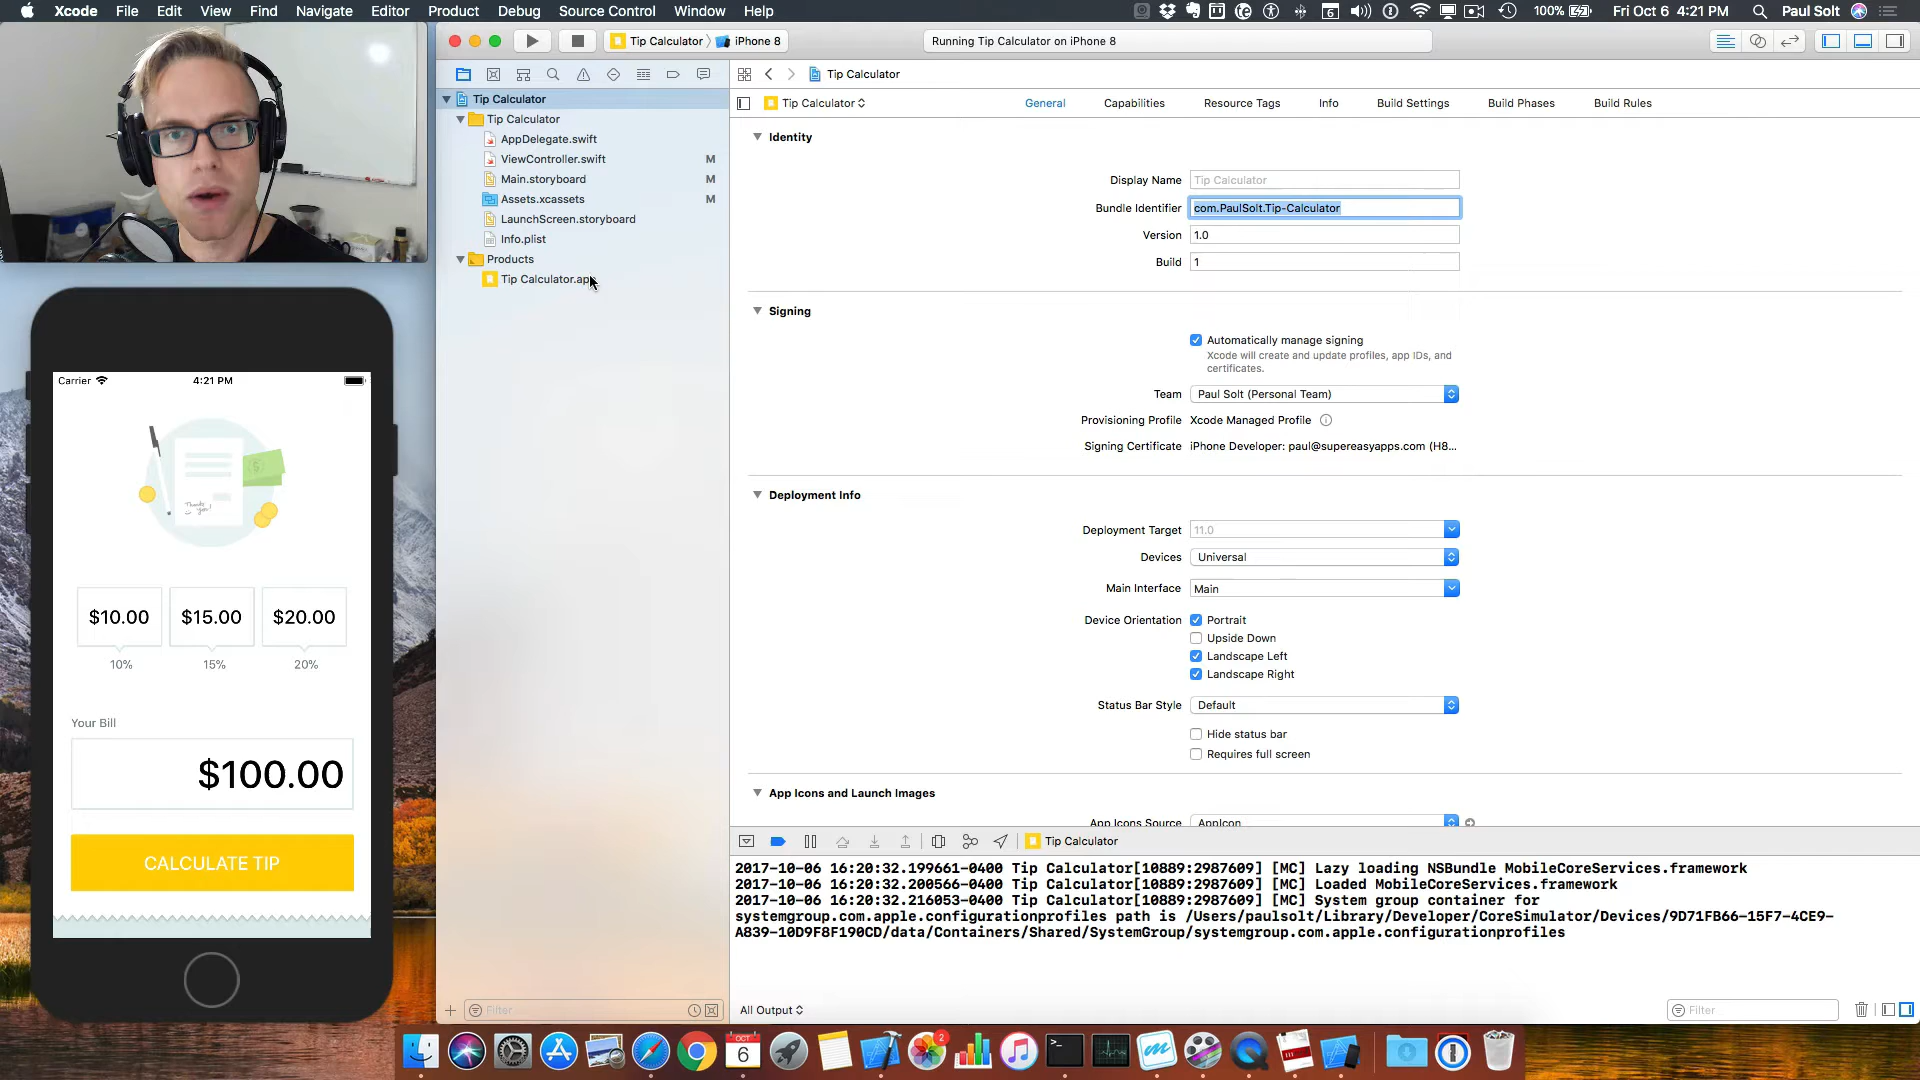 Xcode File Edit View Find Navigate Editor Product Debug Source Control Window Help
6
100%
Fri Oct 6 4:21 PM
Paul Solt
Tip Calculator
iPhone 8
Running Tip Calculator on iPhone 8
Tip Calculator
Tip Calculator
Tip Calculator
General Capabilities Resource Tags Info Build Settings Build Phases Build Rules
Tip Calculator
AppDelegate.swift
ViewController.swift M
Main.storyboard M
Assets.xcassets M
LaunchScreen.storyboard
Info.plist
Products
Tip Calculator.app
Identity
Display Name Tip Calculator
Bundle Identifier com.PaulSolt.Tip-Calculator
Version 1.0
Build 1
Signing
Automatically manage signing
Xcode will create and update profiles, app IDs, and
certificates.
Team Paul Solt (Personal Team)
Provisioning Profile Xcode Managed Profile
Signing Certificate iPhone Developer: paul@supereasyapps.com (H8...
Deployment Info
Deployment Target 11.0
Devices Universal
Main Interface Main
Device Orientation Portrait
Upside Down
Landscape Left
Landscape Right
Status Bar Style Default
Hide status bar
Requires full screen
App Icons and Launch Images
App Icons Source AppIcon
Tip Calculator
2017-10-06 16:20:32.199661-0400 Tip Calculator[10889:2987609] [MC] Lazy loading NSBundle MobileCoreServices.framework
2017-10-06 16:20:32.200566-0400 Tip Calculator[10889:2987609] [MC] Loaded MobileCoreServices.framework
2017-10-06 16:20:32.216053-0400 Tip Calculator[10889:2987609] [MC] System group container for
systemgroup.com.apple.configurationprofiles path is /Users/paulsolt/Library/Developer/CoreSimulator/Devices/9D71FB66-15F7-4CE9-
A839-10D9F8F190CD/data/Containers/Shared/SystemGroup/systemgroup.com.apple.configurationprofiles
Filter
All Output
Filter
Carrier 4:21 PM
Thank
you!
$10.00 $15.00 $20.00
10% 15% 20%
Your Bill
$100.00
CALCULATE TIP
OCT
6
2